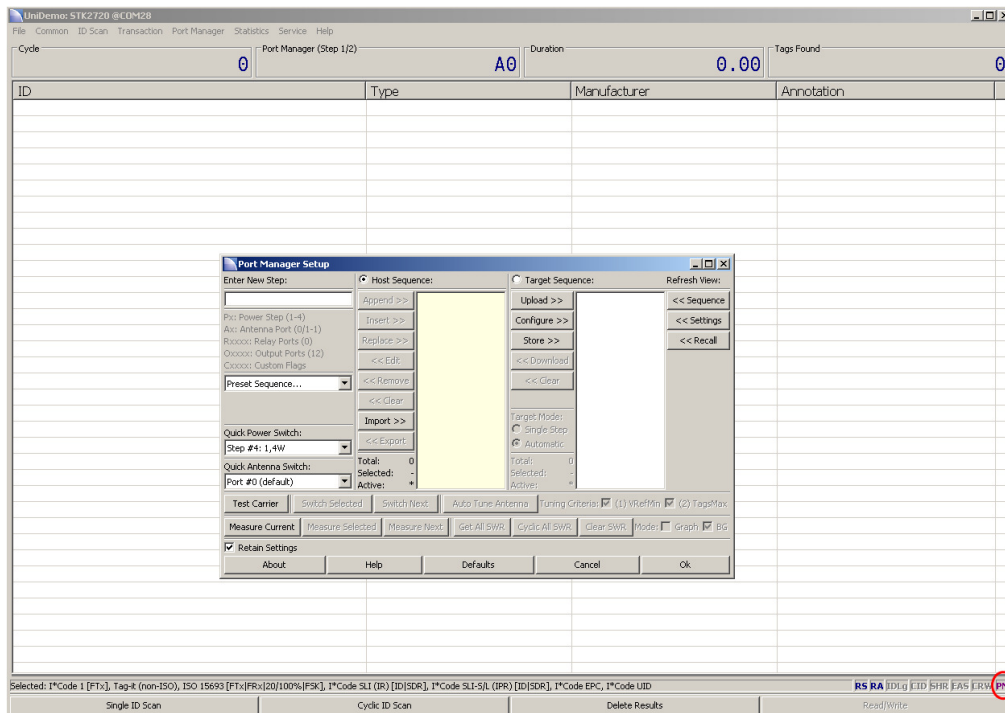 UniDemo: STK2720 @COM28
File Common ID Scan Transaction Port Manager Statistics Service Help
Cycle Port Manager (Step 1/2) Duration Tags Found
0 A0 0.00 0
ID Type Manufacturer Annotation
Port Manager Setup
Enter New Step: Host Sequence: Target Sequence: Refresh View:
Append >> Upload >> << Sequence
Px: Power Step (1-4) Insert >> Configure >> << Settings
Ax: Antenna Port (0/1-1)
Rxxxx: Relay Ports (0) Replace >> Store >> << Recall
Oxxxx: Output Ports (12)
Cxxxx: Custom Flags << Edit << Download
Preset Sequence... << Remove << Clear
<< Clear
Import >> Target Mode:
Quick Power Switch: Single Step
Step #4: 1,4W << Export Automatic
Quick Antenna Switch: Total: 0 Total: 0
Selected: - Selected: -
Port #0 (default) Active: * Active: *
Test Carrier Switch Selected Switch Next Auto Tune Antenna Tuning Criteria: (1) VRefMin (2) TagsMax
Measure Current Measure Selected Measure Next Get All SWR Cyclic All SWR Clear SWR Mode: Graph BG
Retain Settings
About Help Defaults Cancel Ok
Selected: I*Code 1 [FTx], Tag-it (non-ISO), ISO 15693 [FTx|FRx|20/100%|FSK], I*Code SLI (IR) [ID|SDR], I*Code SLI-S/L (IPR) [ID|SDR], I*Code EPC, I*Code UID RS RA IDLg CID SHR EAS CRW
Single ID Scan Cyclic ID Scan Delete Results Read/Write